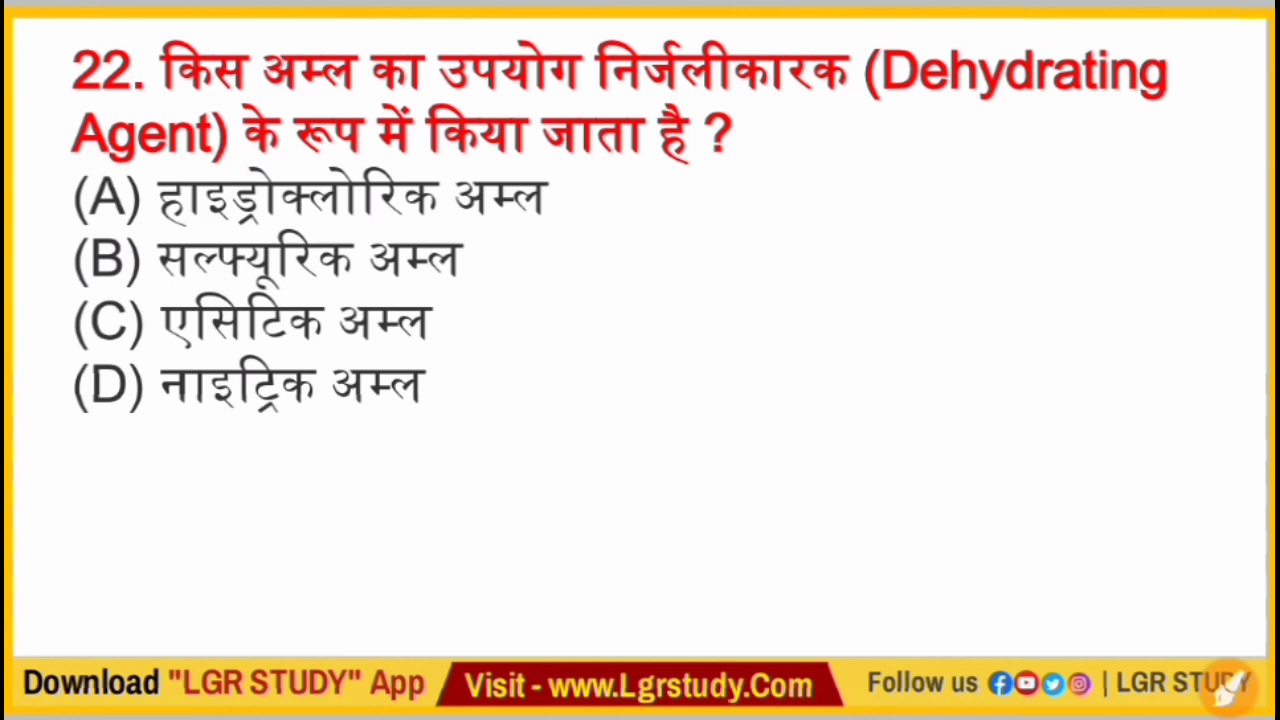 22. किस अम्ल का उपयोग निर्जलीकारक (Dehydrating
Agent) के रूप में किया जाता है ?
(A) हाइड्रोक्लोरिक अम्ल
(B) सल्फ्यूरिक अम्ल
(C) एसिटिक अम्ल
(D) नाइट्रिक अम्ल
Download "LGR STUDY" App Visit - www.Lgrstudy.Com Follow us | LGR STUDY